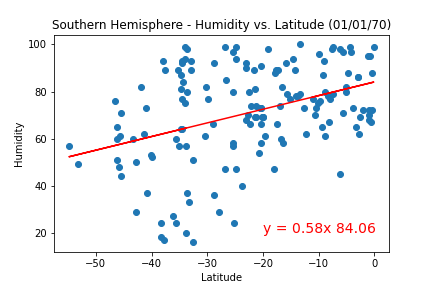 Southern Hemisphere - Humidity vs. Latitude (01/01/70)
100
80
60
40
20
Humidity
y = 0.58x 84.06
−50 −40 −30 −20 −10 0
Latitude